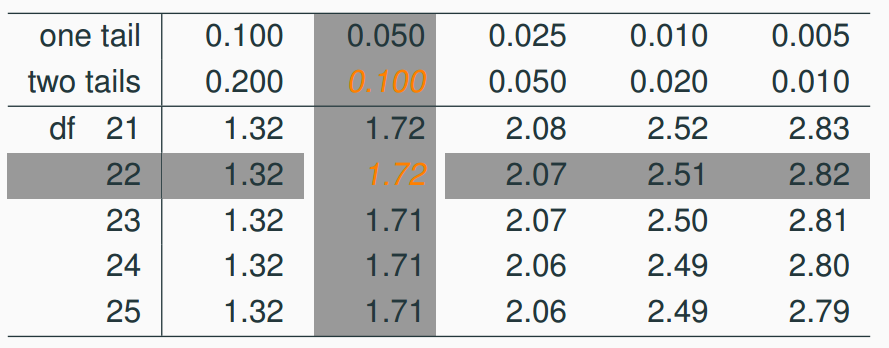 one tail 0.100 0.050 0.025 0.010 0.005
two tails 0.200 0.100 0.050 0.020 0.010
df 21 1.32 1.72 2.08 2.52 2.83
22 1.32 1.72 2.07 2.51 2.82
23 1.32 1.71 2.07 2.50 2.81
24 1.32 1.71 2.06 2.49 2.80
25 1.32 1.71 2.06 2.49 2.79